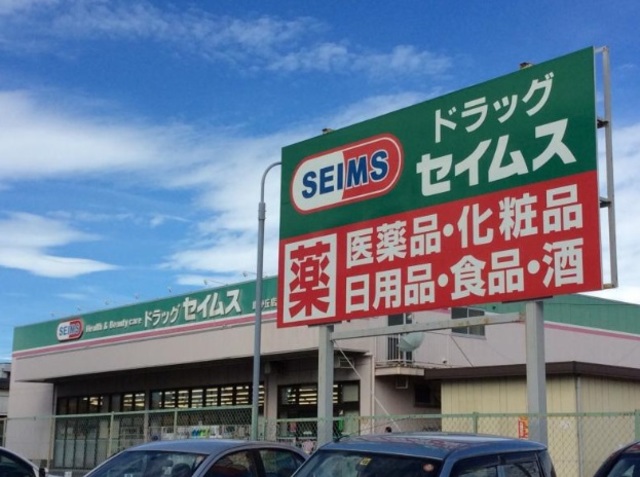 ドラッグ
SEIMS セイムス
薬 医薬品・化粧品
日用品・食品・酒
SEIMS Health & Beauty care ドラッグ セイムス